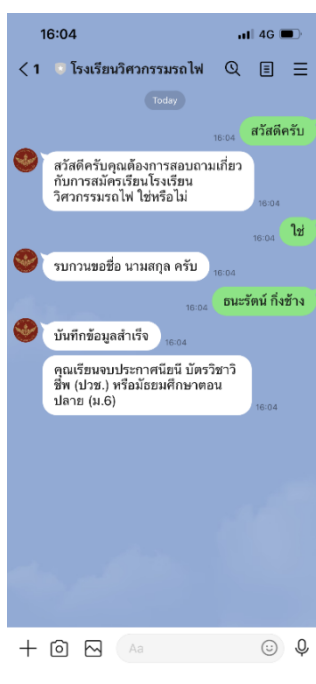 16:04
4G
1 โรงเรียนวิศวกรรมรถไฟ
Today
สวัสดีครับ
16:04
สวัสดีครับคุณต้องการสอบถามเกี่ยว
กับการสมัครเรียนโรงเรียน
วิศวกรรมรถไฟ ใช่หรือไม่
16:04
ใช่
16:04
รบกวนขอชื่อ นามสกุล ครับ
16:04
ธนะรัตน์ กิ่งช้าง
16:04
บันทึกข้อมูลสำเร็จ
16:04
คุณเรียนจบประกาศนียนี บัตรวิชาวิ
ชีพ (ปวช.) หรือมัธยมศึกษาตอน
ปลาย (ม.6)
16:04
Aa